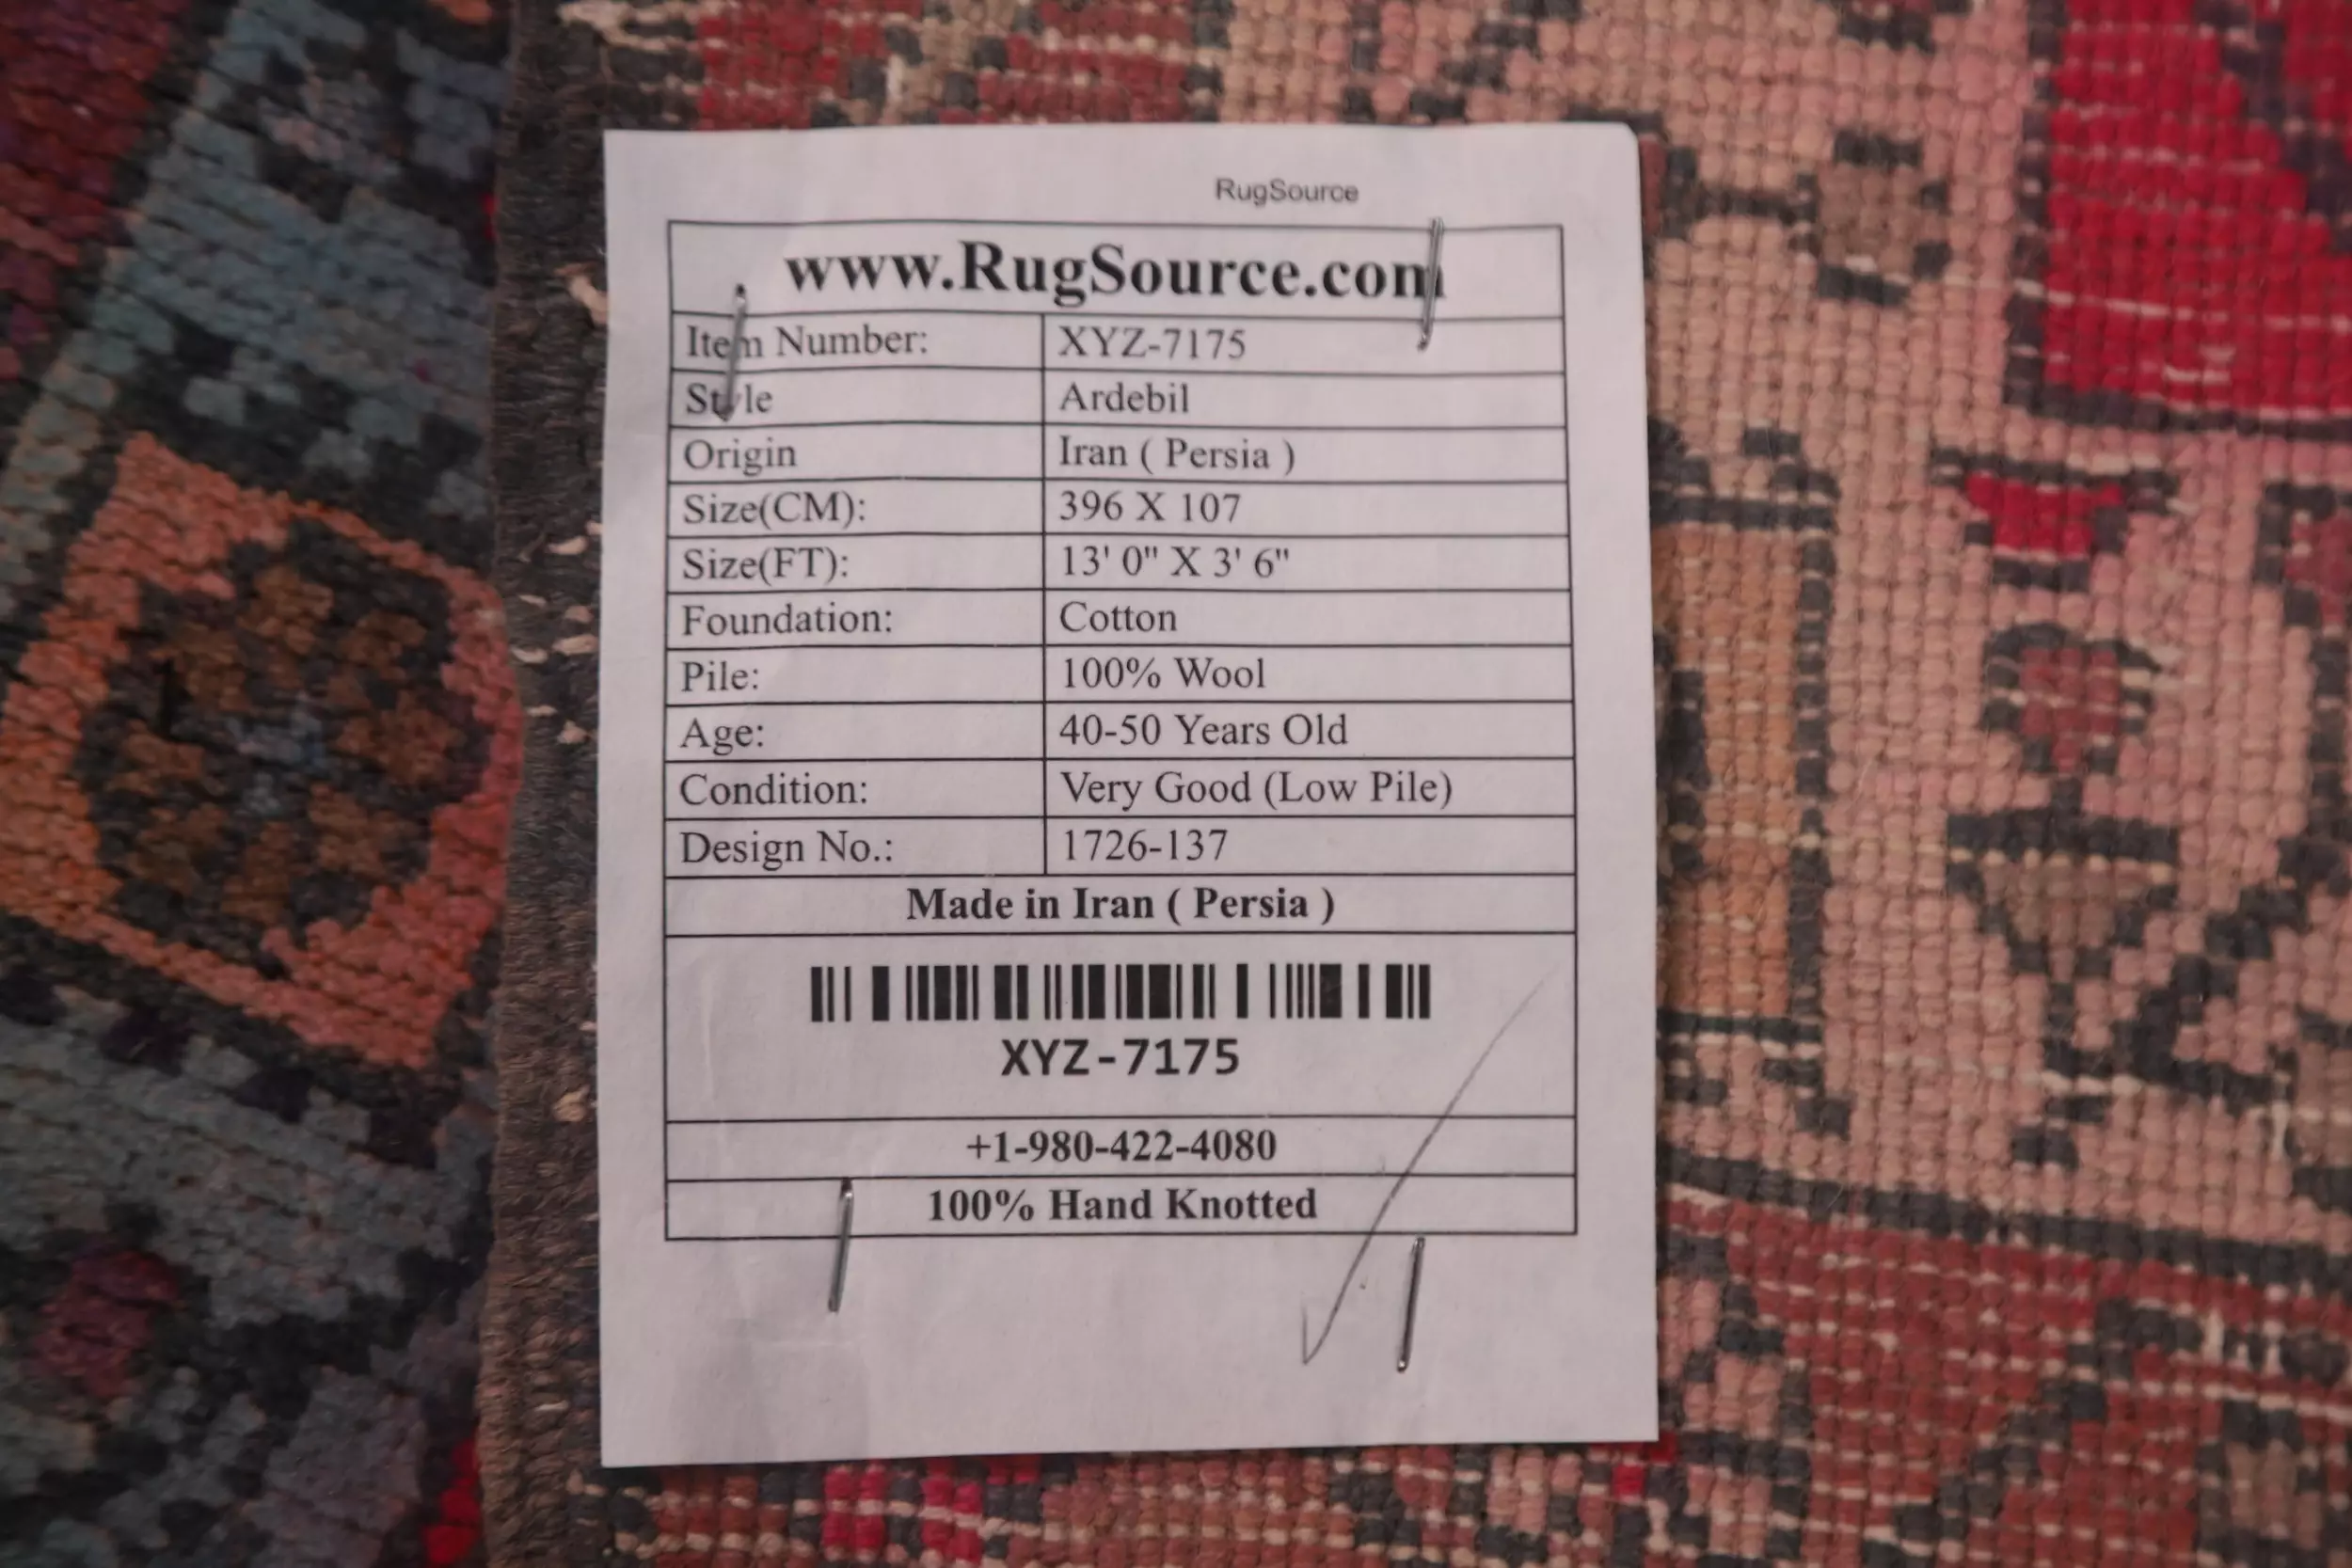 RugSource
www.RugSource.com
Item Number: XYZ-7175
Style Ardebil
Origin Iran ( Persia )
Size(CM): 396 X 107
Size(FT): 13' 0" X 3' 6"
Foundation: Cotton
Pile: 100% Wool
Age: 40-50 Years Old
Condition: Very Good (Low Pile)
Design No.: 1726-137
Made in Iran ( Persia )
XYZ-7175
+1-980-422-4080
100% Hand Knotted